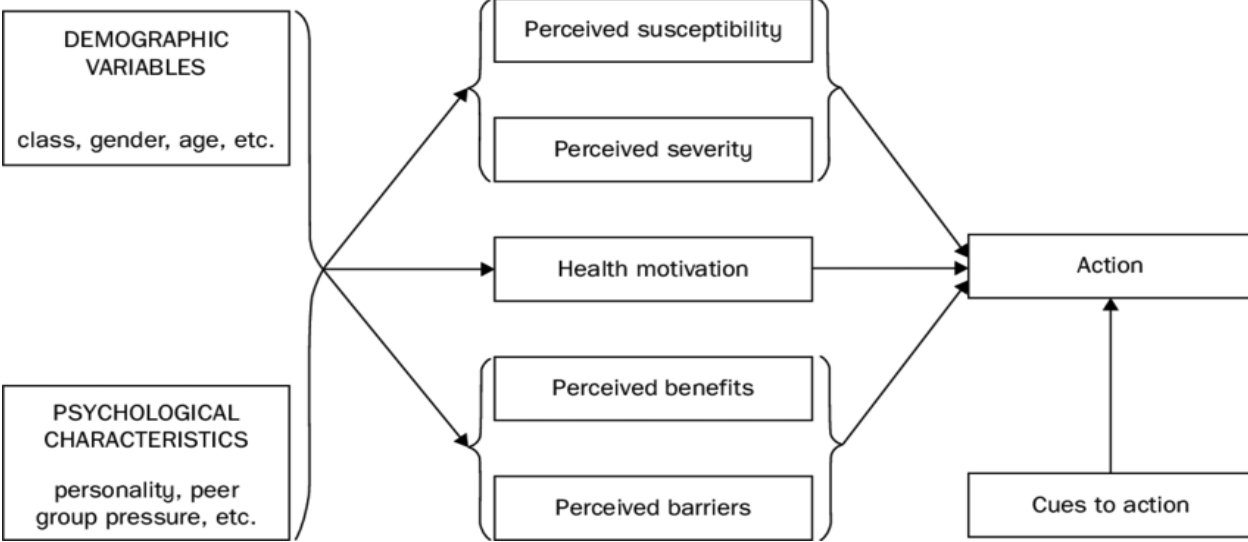 DEMOGRAPHIC
VARIABLES
class, gender, age, etc.
PSYCHOLOGICAL
CHARACTERISTICS
personality, peer
group pressure, etc.
Perceived susceptibility
Perceived severity
Health motivation
Perceived benefits
Perceived barriers
Action
Cues to action